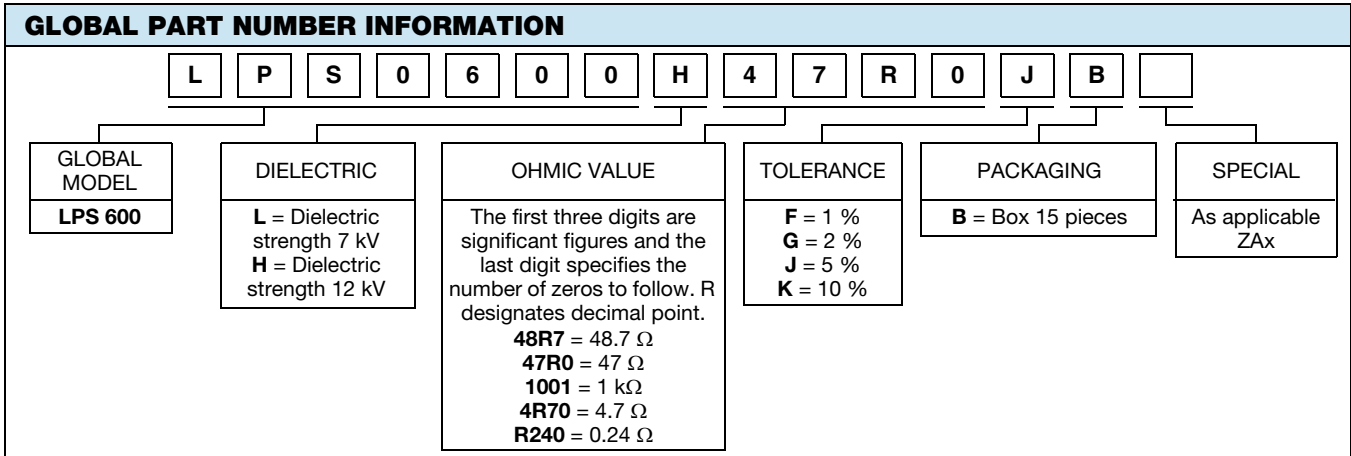 GLOBAL PART NUMBER INFORMATION
L P S 0 6 0 0 H 4 7 R 0 J B
GLOBAL
MODEL
LPS 600
DIELECTRIC
L = Dielectric
strength 7 kV
H = Dielectric
strength 12 kV
OHMIC VALUE
The first three digits are
significant figures and the
last digit specifies the
number of zeros to follow. R
designates decimal point.
48R7 = 48.7 Ω
47R0 = 47 Ω
1001 = 1 kΩ
4R70 = 4.7 Ω
R240 = 0.24 Ω
TOLERANCE
F = 1 %
G = 2 %
J = 5 %
K = 10 %
PACKAGING
B = Box 15 pieces
SPECIAL
As applicable
ZAx